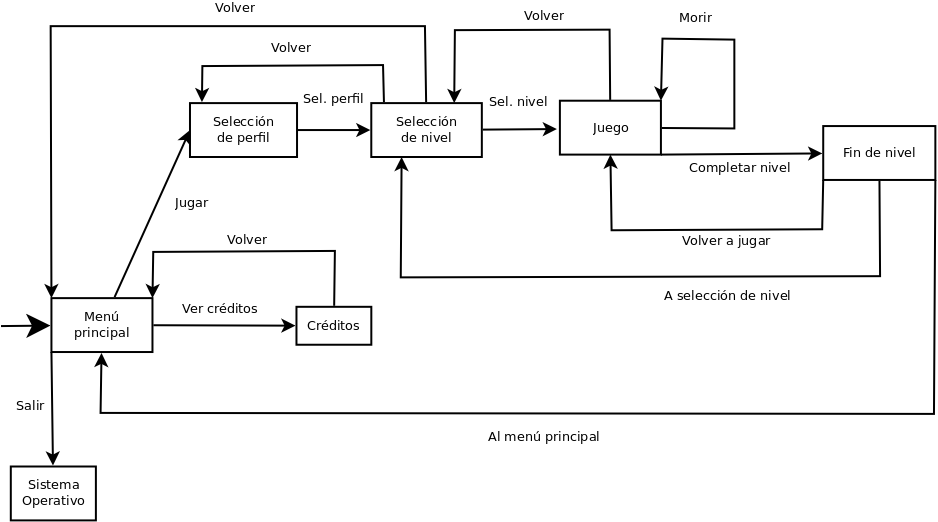 Volver
Volver
Morir
Volver
Sel. perfil
Sel. nivel
Selección
de perfil
Selección
de nivel
Juego
Fin de nivel
Completar nivel
Jugar
Volver
Volver a jugar
A selección de nivel
Ver créditos
Menú
principal
Créditos
Salir
Al menú principal
Sistema
Operativo